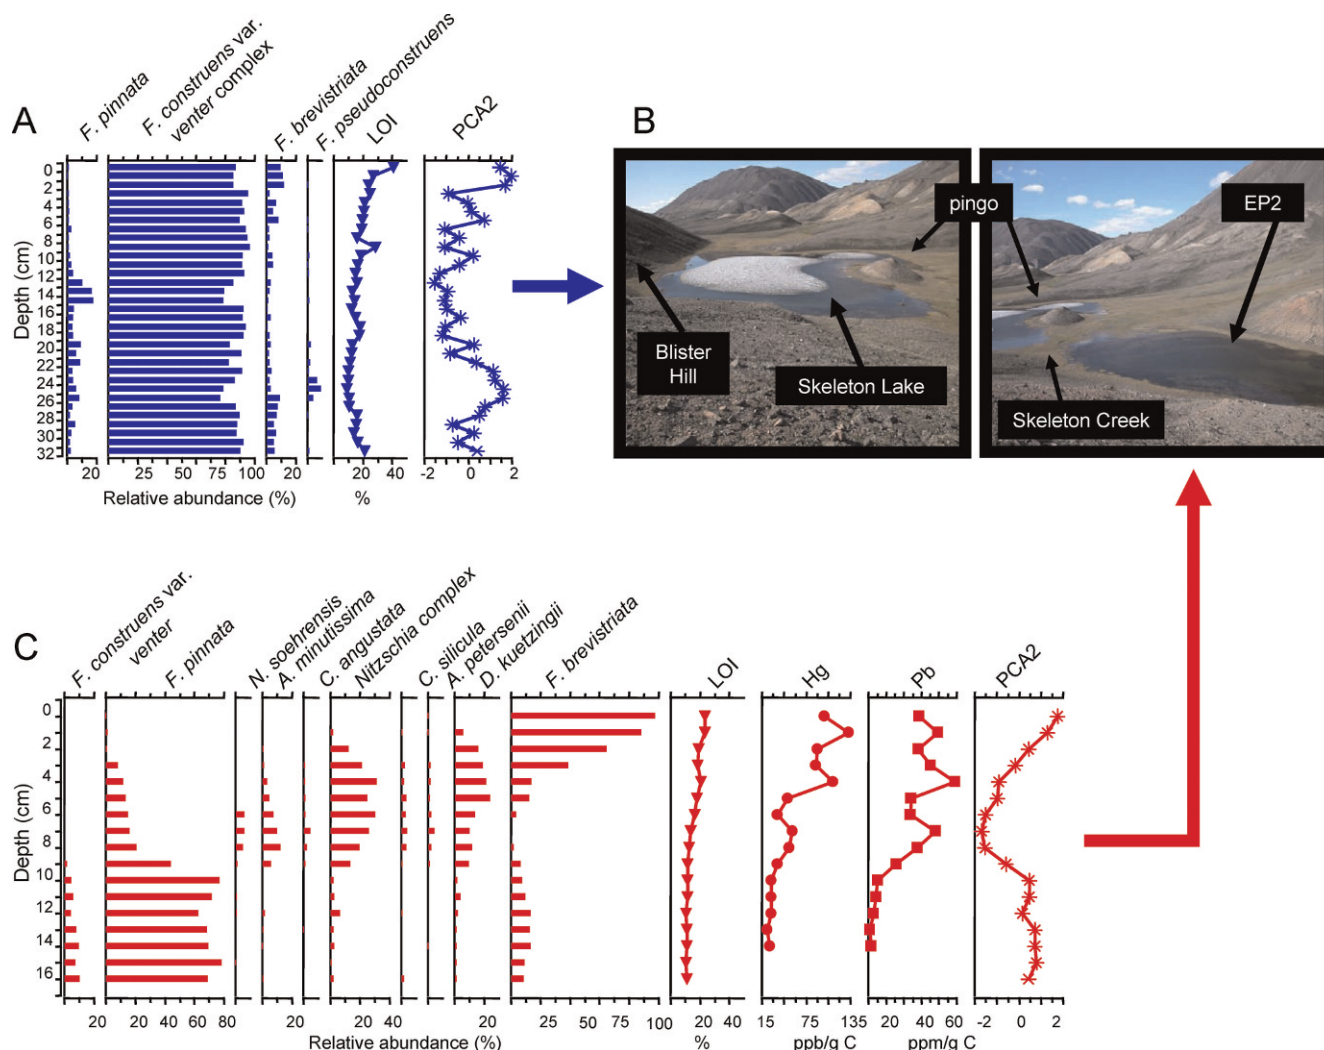 A
F. pinnata
F. construens var.
venter complex
F. brevistriata
F. pseudoconstruens
LOI
PCA2
Depth (cm)
0
2
4
6
8
10
12
14
16
18
20
22
24
26
28
30
32
20 25 50 75 100 20 20 40 -2 0 2
Relative abundance (%) %
B
pingo
EP2
Blister
Hill
Skeleton Lake
Skeleton Creek
C
F. construens var.
venter
F. pinnata
N. soehrensis
A. minutissima
C. angustata
Nitzschia complex
C. silicula
A. petersenii
D. kuetzingii
F. brevistriata
LOI
Hg
Pb
PCA2
Depth (cm)
0
2
4
6
8
10
12
14
16
20 20 40 60 80 20 20 20 25 50 75 100 20 40 15 75 135 20 40 60 -2 0 2
Relative abundance (%) % ppb/g C ppm/g C